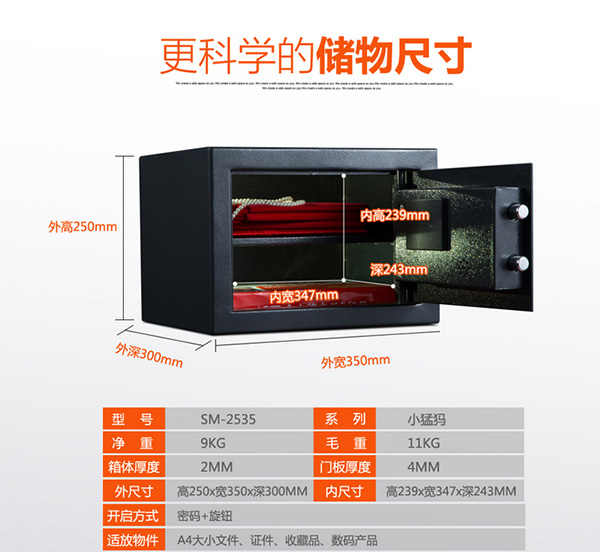 更科学的储物尺寸
外高250mm
内高239mm
深243mm
内宽347mm
外深300mm
外宽350mm
型 号 SM-2535 系 列 小猛犸
净 重 9KG 毛 重 11KG
箱体厚度 2MM 门板厚度 4MM
外尺寸 高250x宽350x深300MM 内尺寸 高239x宽347x深243MM
开启方式 密码+旋钮
适放物件 A4大小文件、证件、收藏品、数码产品